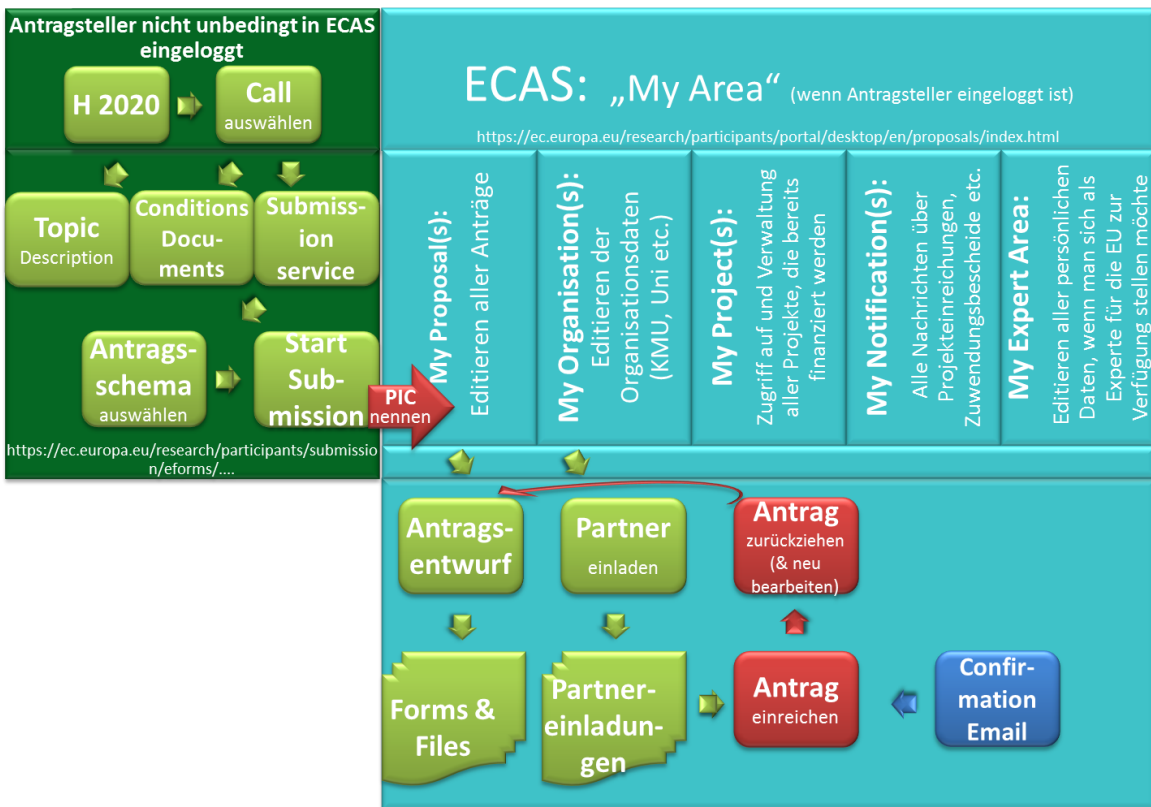 Antragsteller nicht unbedingt in ECAS
eingeloggt
H 2020
Call
auswählen
Topic
Description
Conditions
Docu-
ments
Submiss-
ion
service
Antrags-
schema
auswählen
Start
Sub-
mission
https://ec.europa.eu/research/participants/submissio
n/eforms/....
PIC
nennen
ECAS: „My Area“ (wenn Antragsteller eingeloggt ist)
https://ec.europa.eu/research/participants/portal/desktop/en/proposals/index.html
My Proposal(s):
Editieren aller Anträge
My Organisation(s):
Editieren der
Organisationsdaten
(KMU, Uni etc.)
My Project(s):
Zugriff auf und Verwaltung
aller Projekte, die bereits
finanziert werden
My Notification(s):
Alle Nachrichten über
Projekteinreichungen,
Zuwendungsbescheide etc.
My Expert Area:
Editieren aller persönlichen
Daten, wenn man sich als
Experte für die EU zur
Verfügung stellen möchte
Antrags-
entwurf
Partner
einladen
Antrag
zurückziehen
(& neu
bearbeiten)
Forms &
Files
Partner-
einladun-
gen
Antrag
einreichen
Confir-
mation
Email